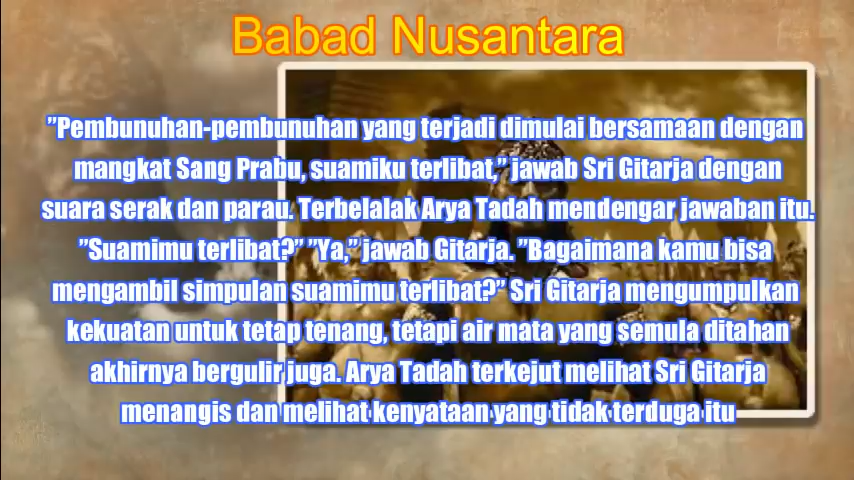 Babad Nusantara
”Pembunuhan-pembunuhan yang terjadi dimulai bersamaan dengan
mangkat Sang Prabu, suamiku terlibat,” jawab Sri Gitarja dengan
suara serak dan parau. Terbelalak Arya Tadah mendengar jawaban itu.
”Suamimu terlibat?” ”Ya,” jawab Gitarja. ”Bagaimana kamu bisa
mengambil simpulan suamimu terlibat?” Sri Gitarja mengumpulkan
kekuatan untuk tetap tenang, tetapi air mata yang semula ditahan
akhirnya bergulir juga. Arya Tadah terkejut melihat Sri Gitarja
menangis dan melihat kenyataan yang tidak terduga itu